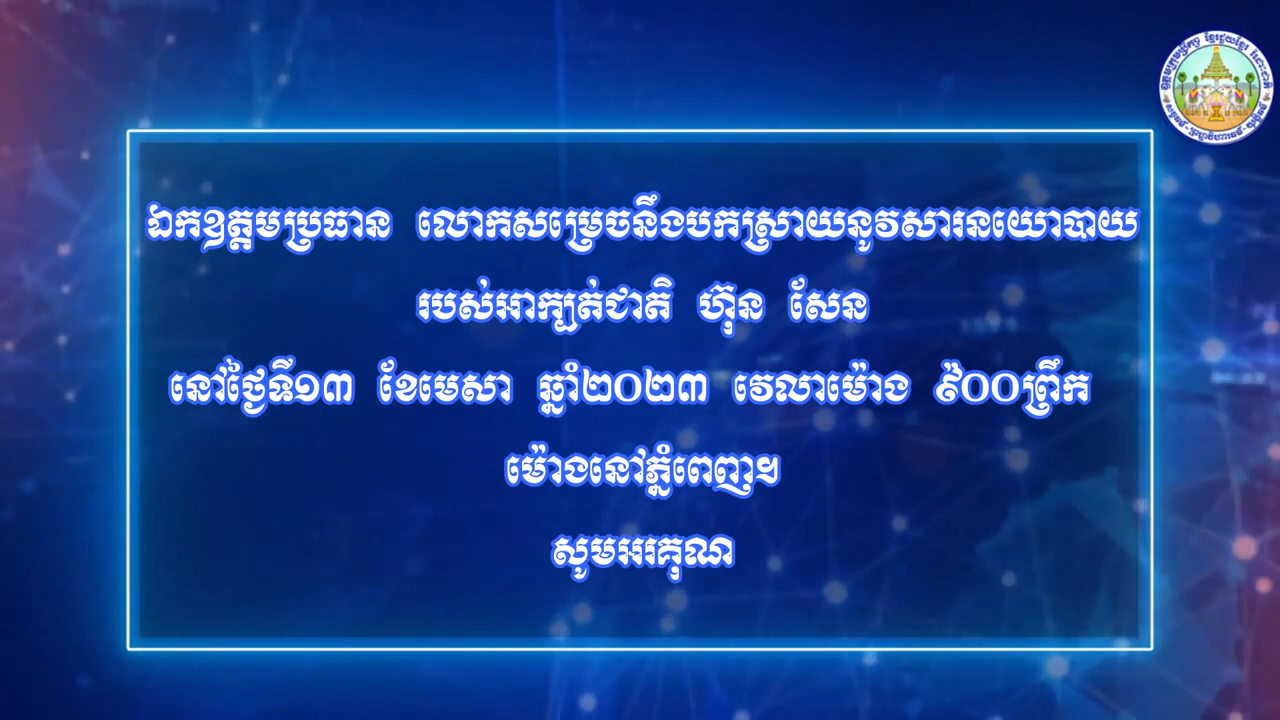 ឯកឧត្តមប្រធាន លោកសម្រេចនឹងបកស្រាយនូវសារនយោបាយ
របស់អាក្បត់ជាតិ ហ៊ុន សែន
នៅថ្ងៃទី១៣ ខែមេសា ឆ្នាំ២០២៣ វេលាម៉ោង ៩៊០០ព្រឹក
ម៉ោងនៅភ្នំពេញ។
សូមអរគុណ